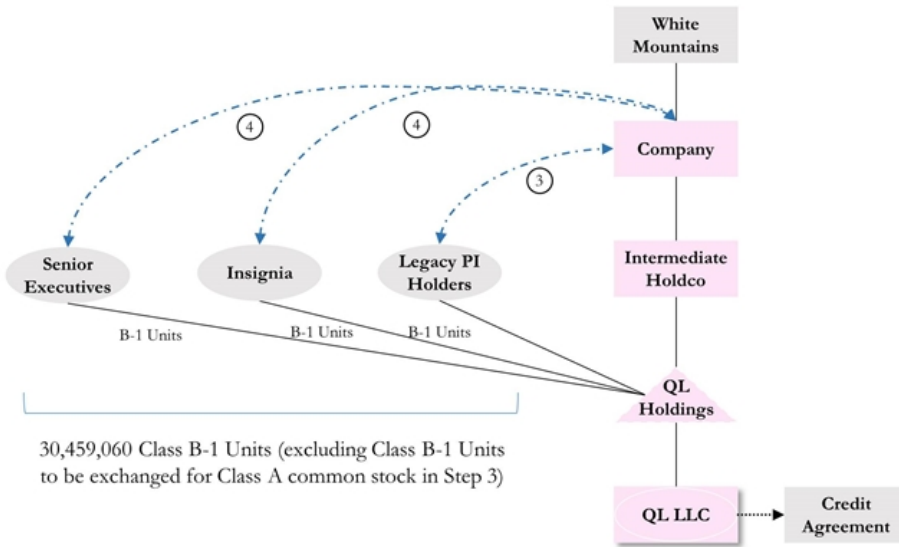 White
Mountains
4
4
Company
3
Senior
Executives
Insignia
Legacy PI
Holders
Intermediate
Holdco
B-1 Units
B-1 Units
B-1 Units
QL
Holdings
30,459,060 Class B-1 Units (excluding Class B-1 Units
to be exchanged for Class A common stock in Step 3)
QL LLC
Credit
Agreement